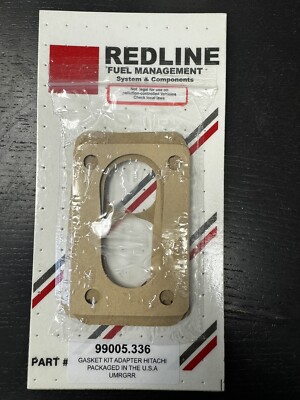 REDLINE
FUEL MANAGEMENT
System & Components
Not legal for use on
pollution-controlled Vehicles
Check local laws
PART #
99005.336
GASKET KIT ADAPTER HITACHI
PACKAGED IN THE U.S.A
UMRGRR